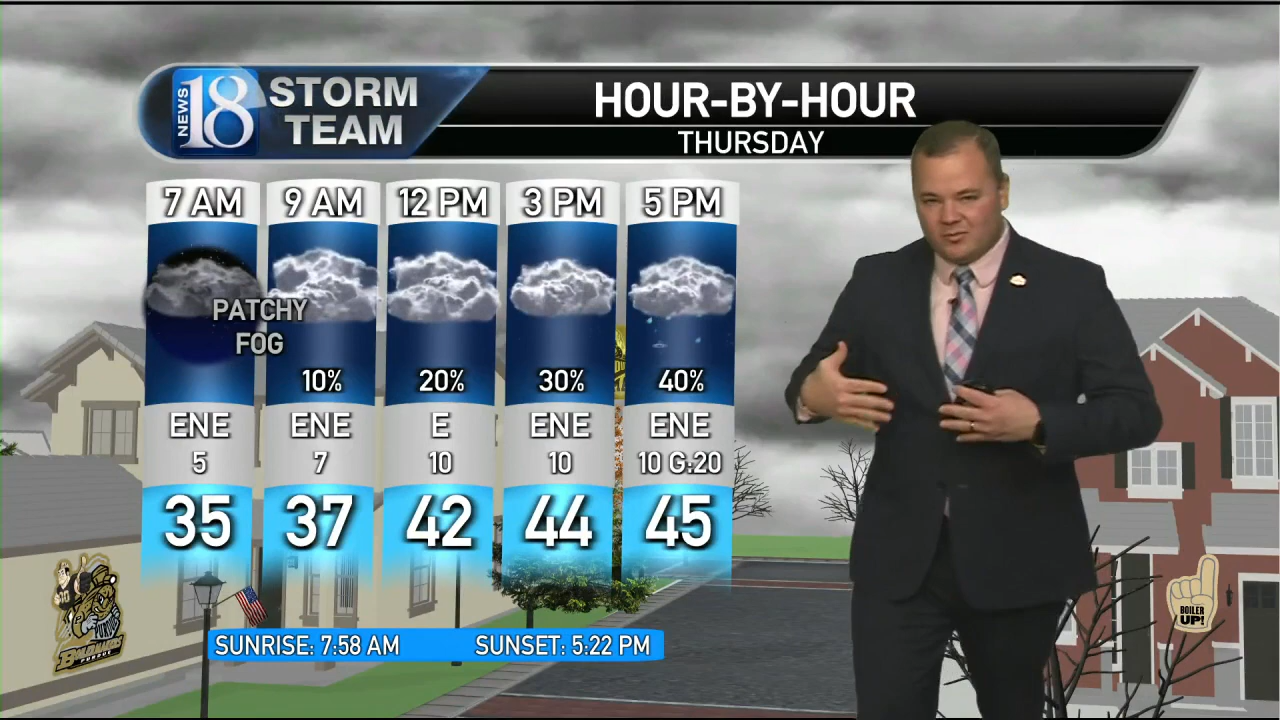 NEWS 18
STORM TEAM
HOUR-BY-HOUR
THURSDAY
7 AM 9 AM 12 PM 3 PM 5 PM
PATCHY
FOG
10% 20% 30% 40%
ENE ENE E ENE ENE
5 7 10 10 10 G:20
35 37 42 44 45
SUNRISE: 7:58 AM SUNSET: 5:22 PM
BOILERMAKERS
PURDUE
BOILER
UP!